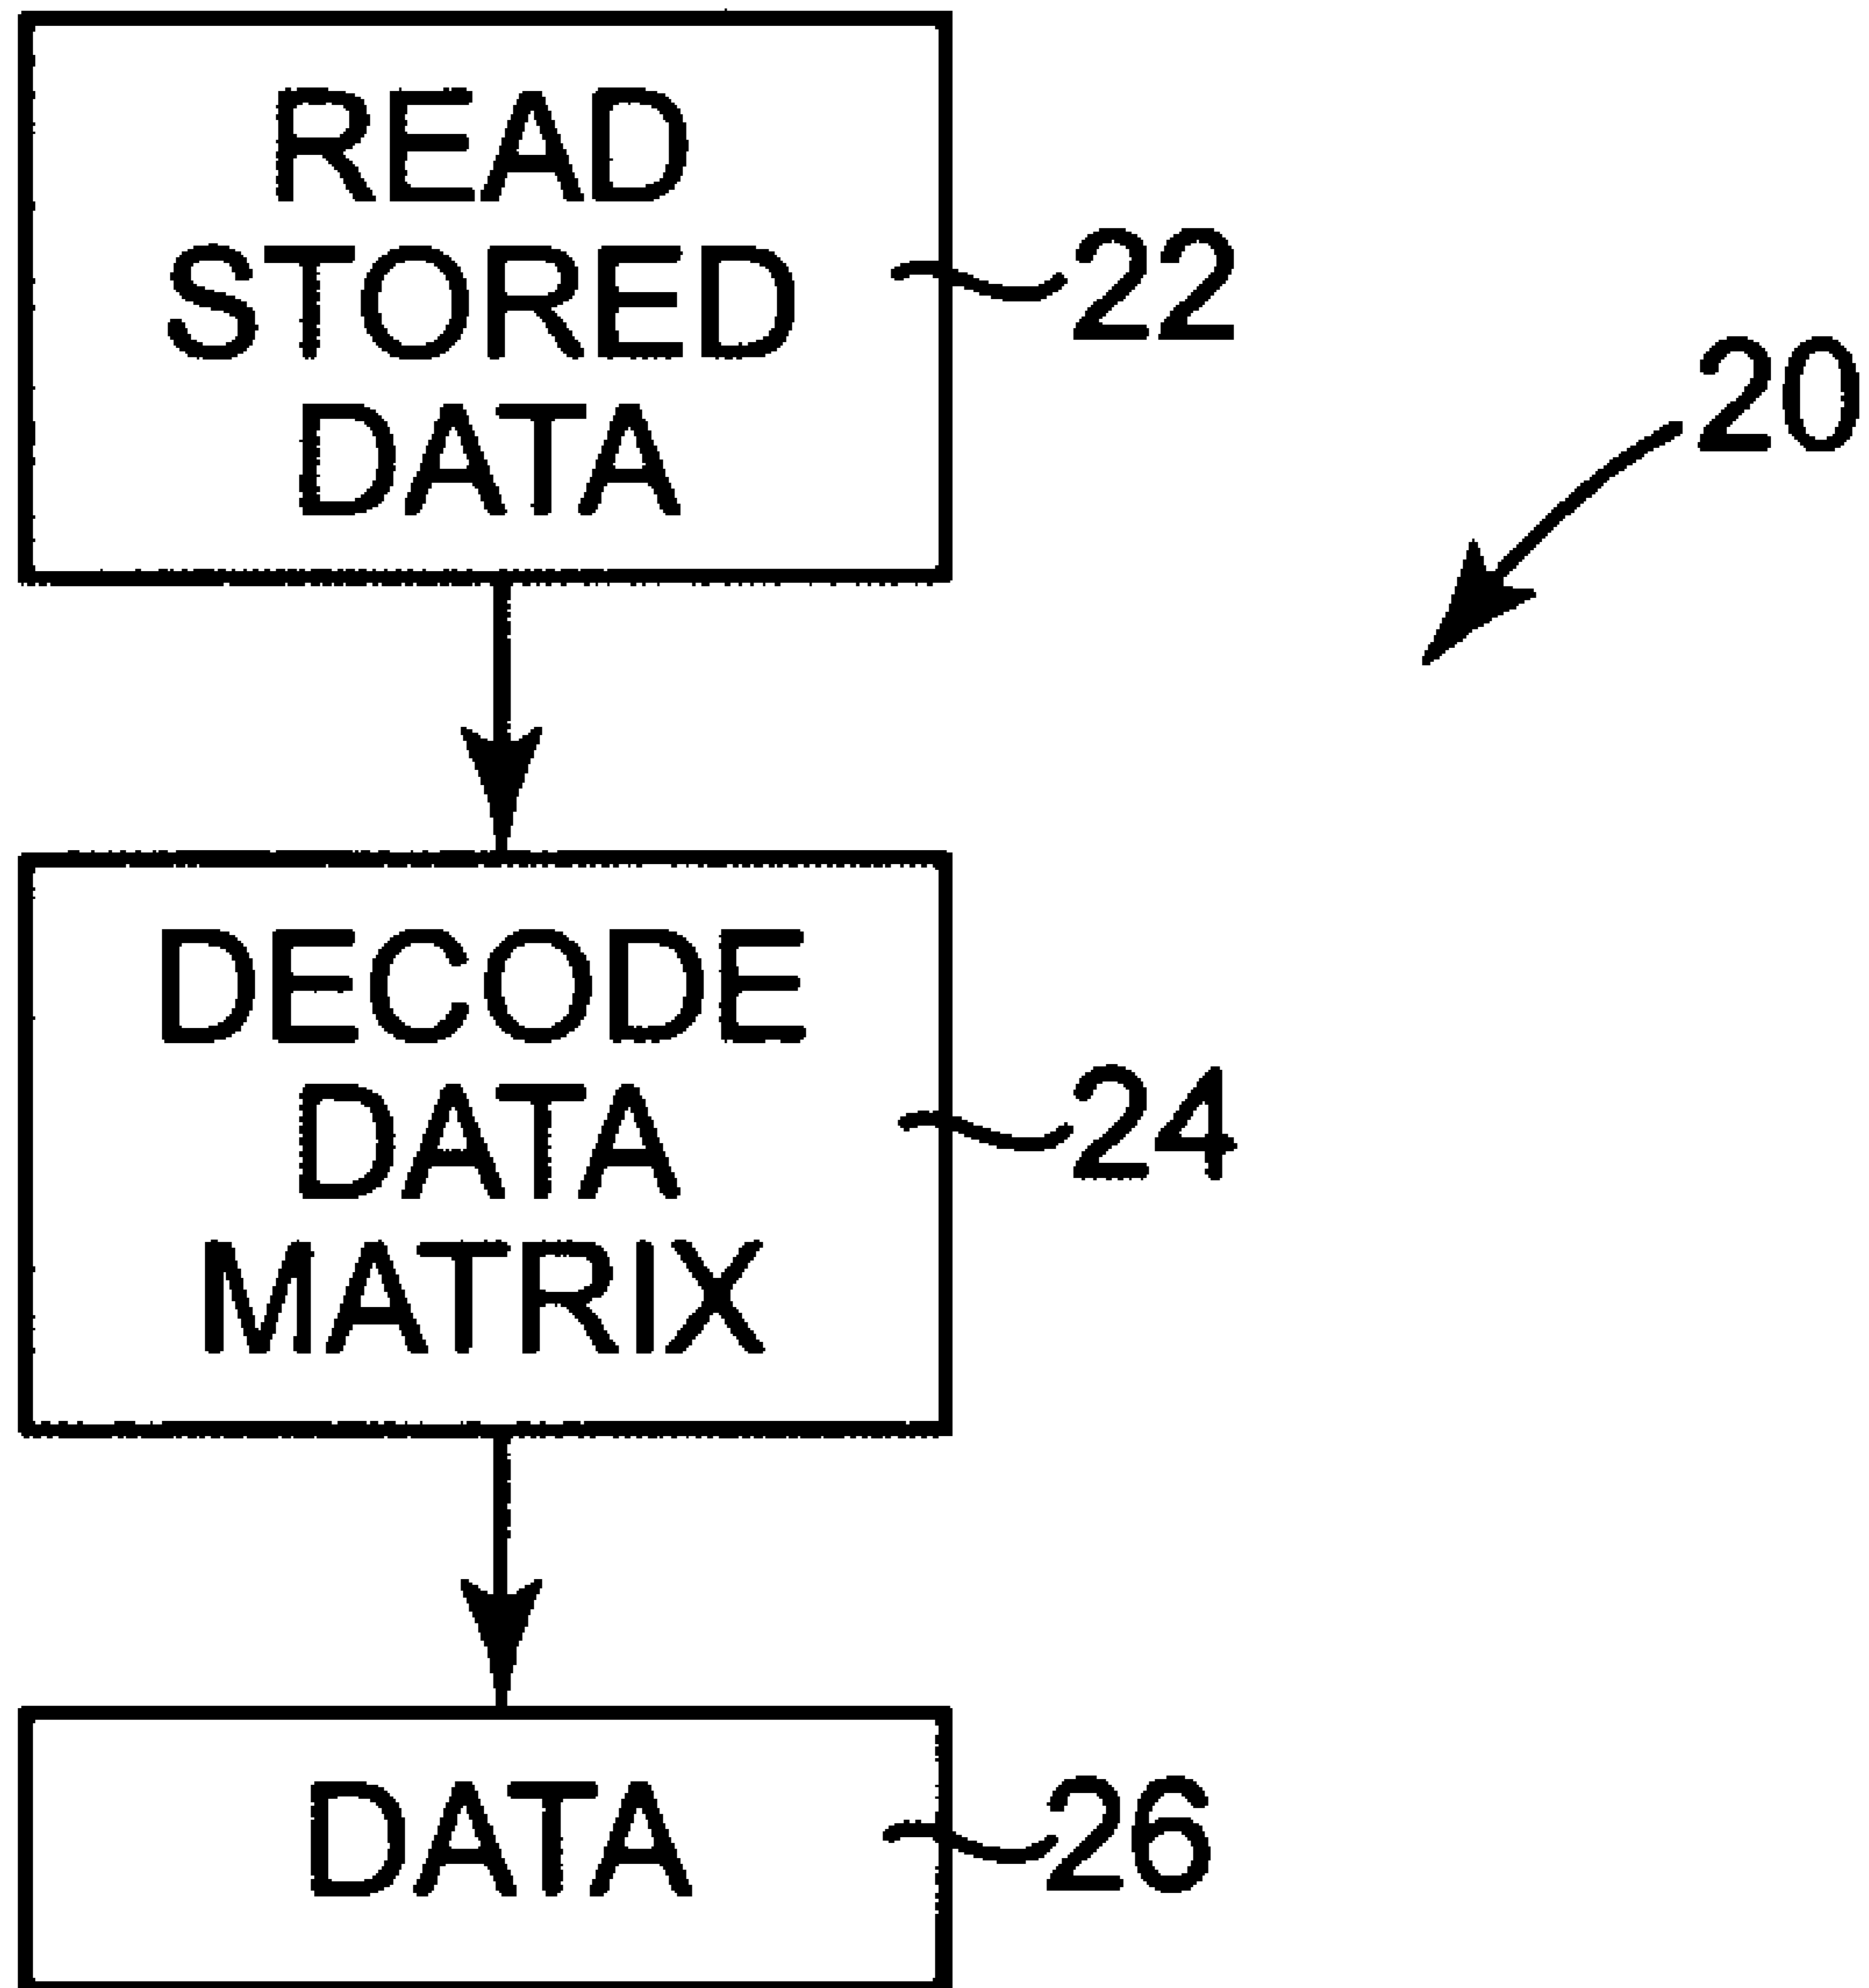 READ
STORED
DATA
22
20
DECODE
DATA
MATRIX
24
DATA
26